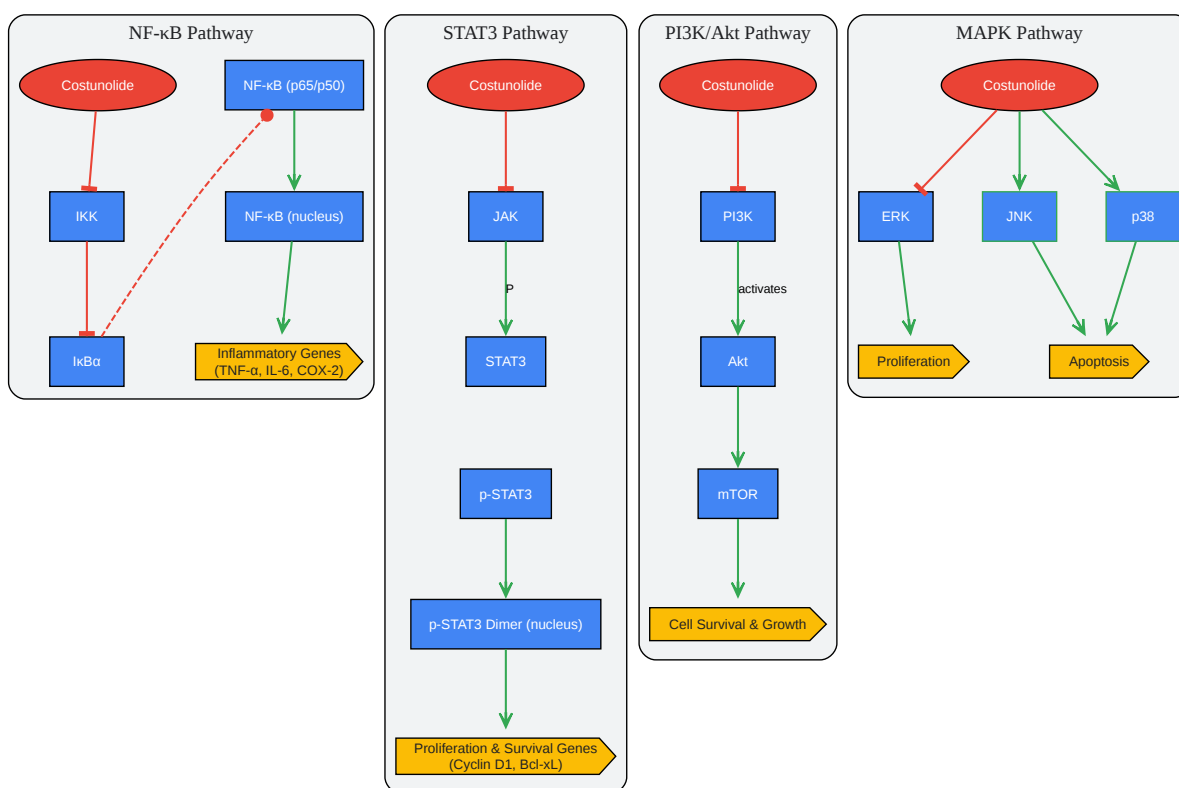 NF-κB Pathway
Costunolide
NF-κB (p65/p50)
IKK
NF-κB (nucleus)
IκBα
Inflammatory Genes
(TNF-α, IL-6, COX-2)
STAT3 Pathway
Costunolide
JAK
P
STAT3
p-STAT3
p-STAT3 Dimer (nucleus)
Proliferation & Survival Genes
(Cyclin D1, Bcl-xL)
PI3K/Akt Pathway
Costunolide
PI3K
activates
Akt
mTOR
Cell Survival & Growth
MAPK Pathway
Costunolide
ERK
JNK
p38
Proliferation
Apoptosis